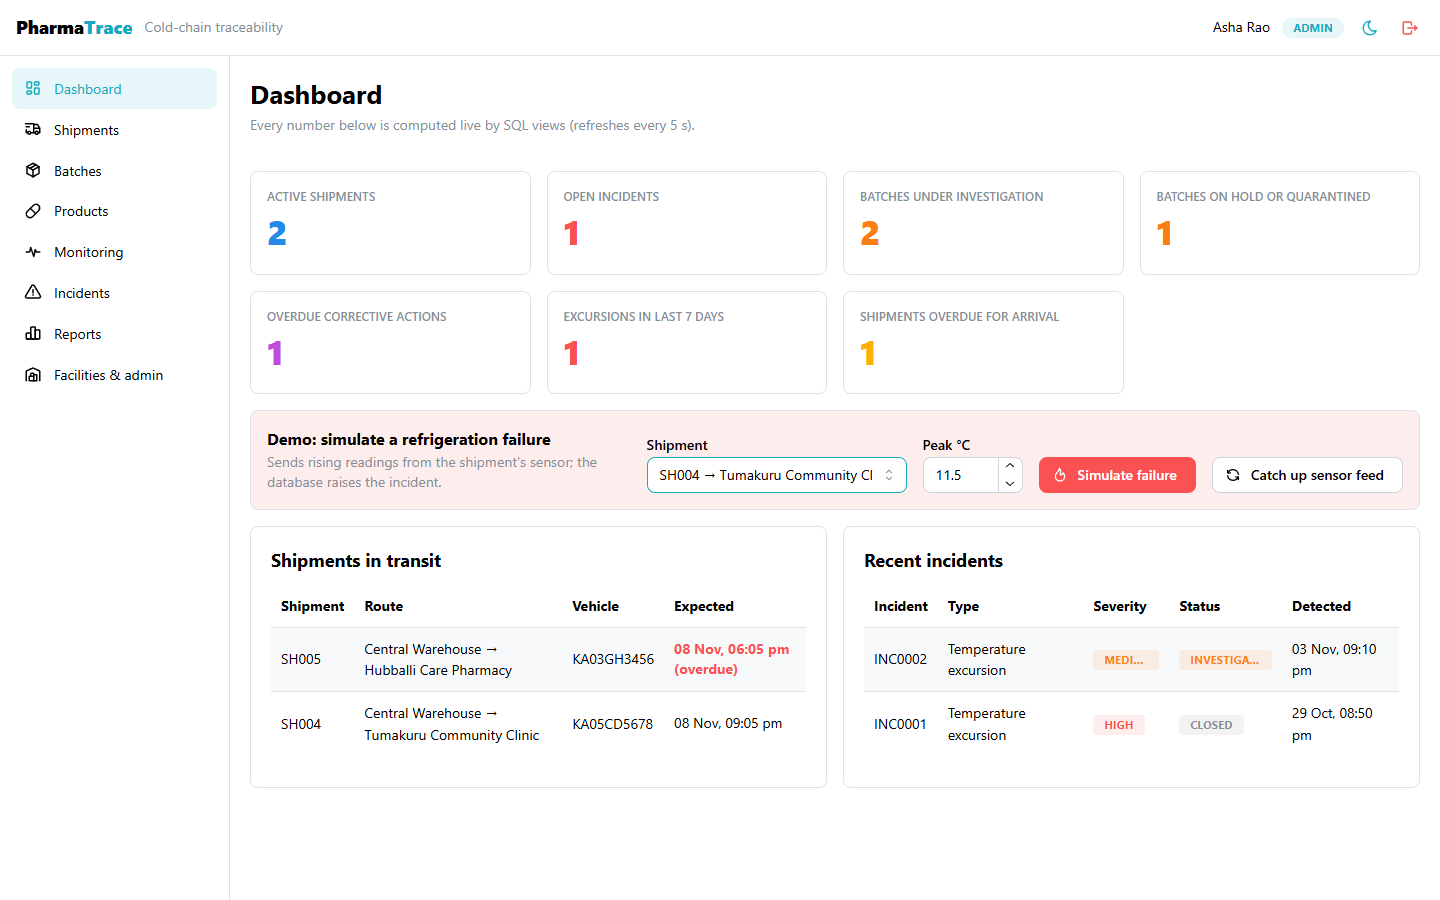 PharmaTrace Cold-chain traceability
Asha Rao ADMIN
Dashboard
Shipments
Batches
Products
Monitoring
Incidents
Reports
Facilities & admin
Dashboard
Every number below is computed live by SQL views (refreshes every 5 s).
ACTIVE SHIPMENTS
2
OPEN INCIDENTS
1
BATCHES UNDER INVESTIGATION
2
BATCHES ON HOLD OR QUARANTINED
1
OVERDUE CORRECTIVE ACTIONS
1
EXCURSIONS IN LAST 7 DAYS
1
SHIPMENTS OVERDUE FOR ARRIVAL
1
Demo: simulate a refrigeration failure
Sends rising readings from the shipment's sensor; the
database raises the incident.
Shipment
SH004 → Tumakuru Community Cl
Peak °C
11.5
Simulate failure
Catch up sensor feed
Shipments in transit
Shipment Route Vehicle Expected
SH005 Central Warehouse → Hubballi Care Pharmacy KA03GH3456 08 Nov, 06:05 pm (overdue)
SH004 Central Warehouse → Tumakuru Community Clinic KA05CD5678 08 Nov, 09:05 pm
Recent incidents
Incident Type Severity Status Detected
INC0002 Temperature excursion MEDI... INVESTIGA... 03 Nov, 09:10 pm
INC0001 Temperature excursion HIGH CLOSED 29 Oct, 08:50 pm